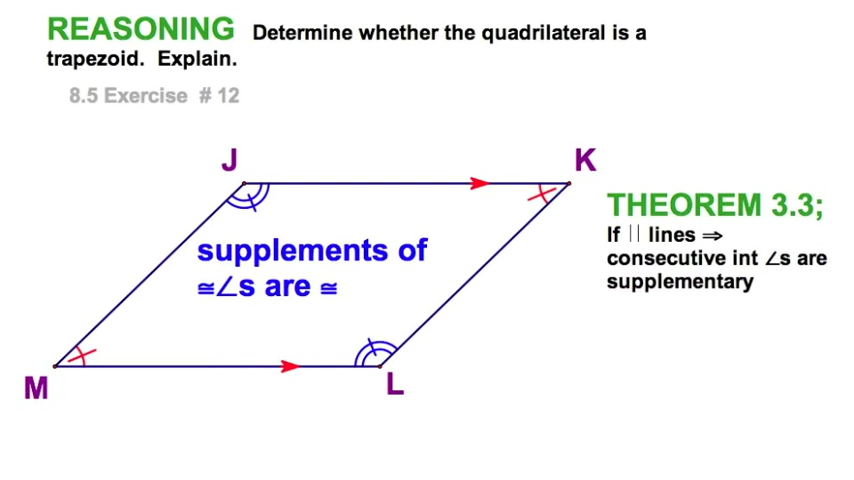 REASONING Determine whether the quadrilateral is a
trapezoid. Explain.
8.5 Exercise # 12
J
K
THEOREM 3.3;
If || lines ⇒
consecutive int ∠s are
supplementary
supplements of
≅∠s are ≅
M
L